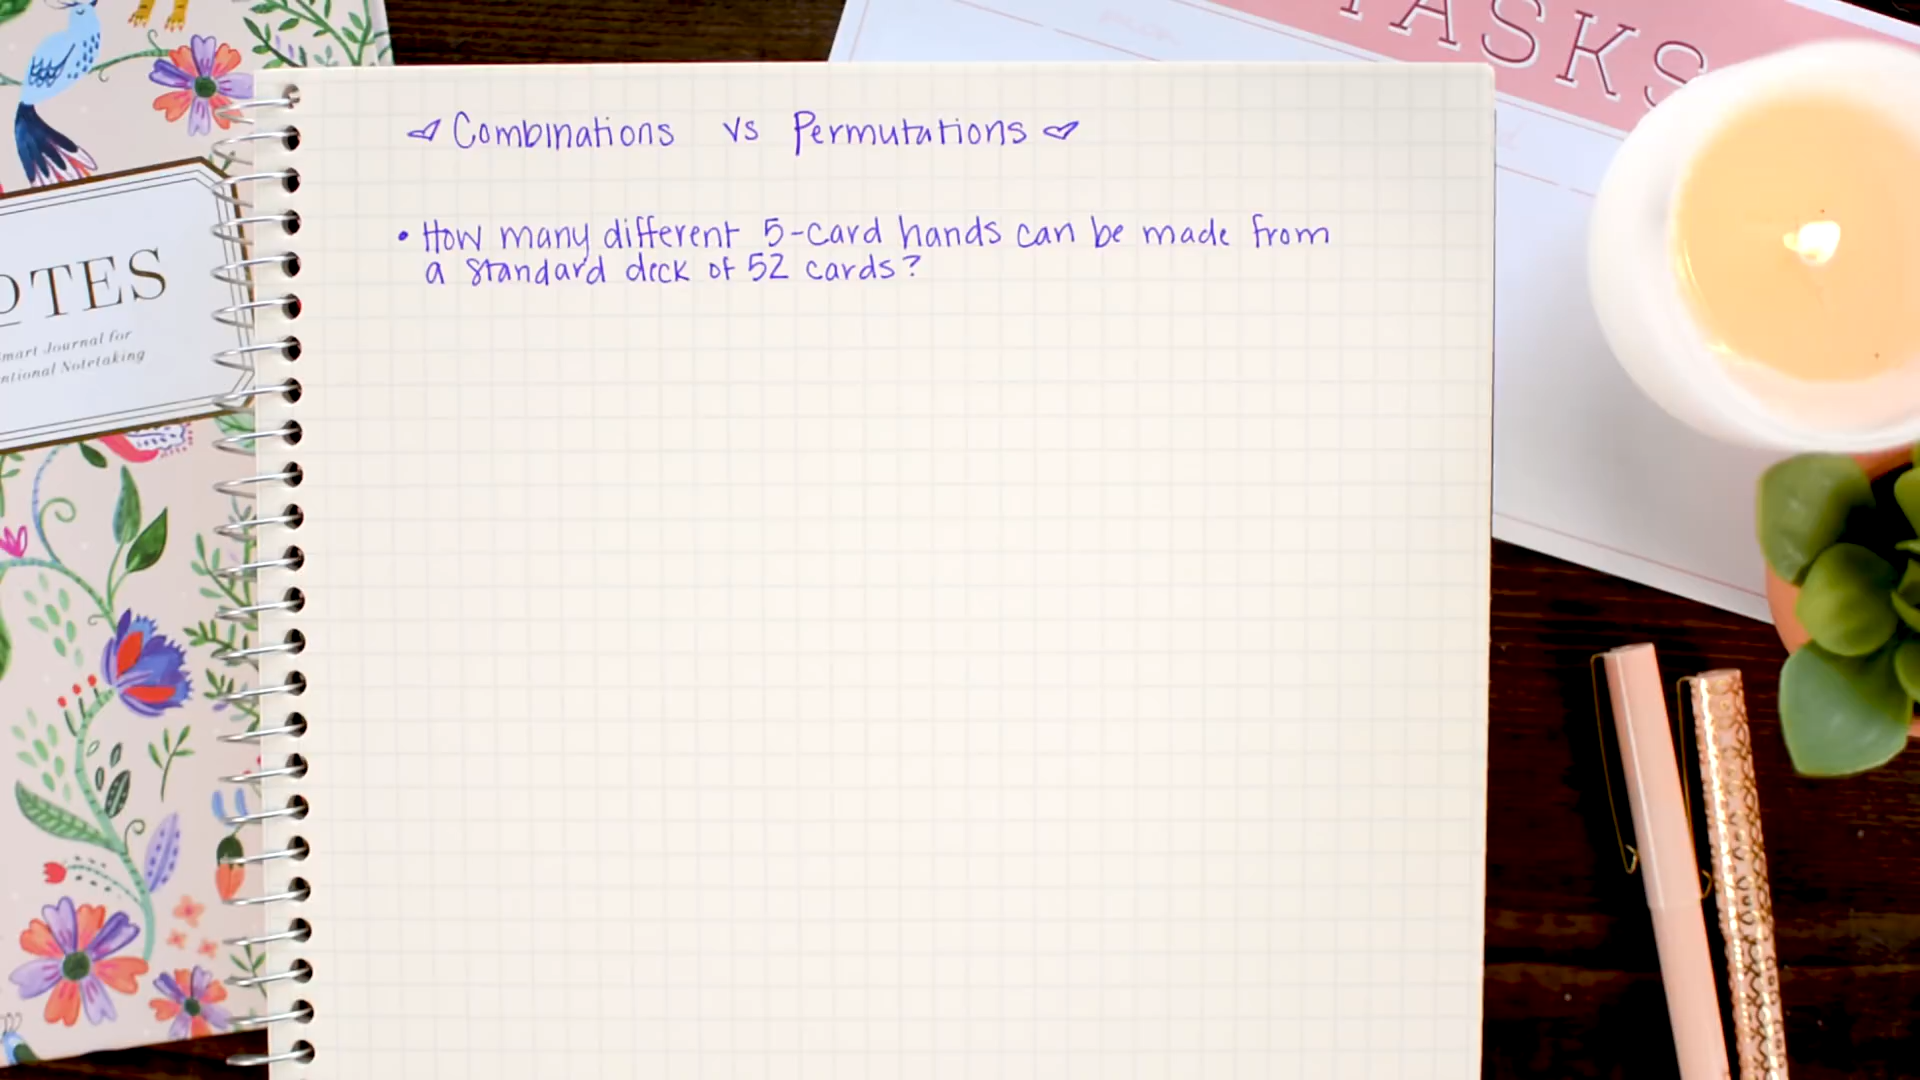 Combinations vs Permutations
• How many different 5-card hands can be made from
a standard deck of 52 cards?
OTES
mart Journal for
ntional Notetaking
TASKS